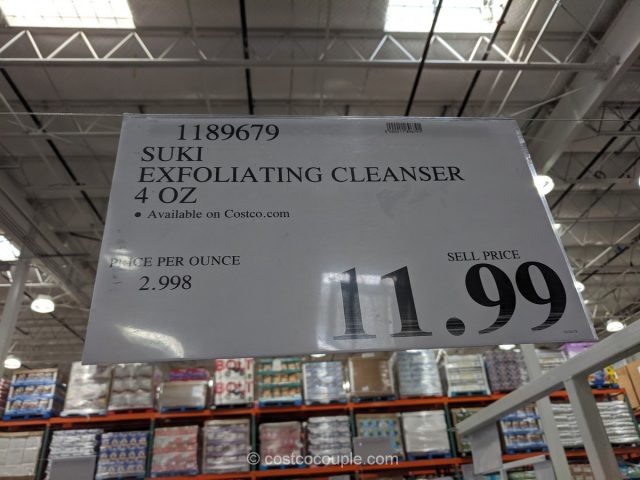 1189679
SUKI
EXFOLIATING CLEANSER
4 OZ
• Available on Costco.com
PRICE PER OUNCE
2.998
SELL PRICE
11.99
BOLT
© costcocouple.com